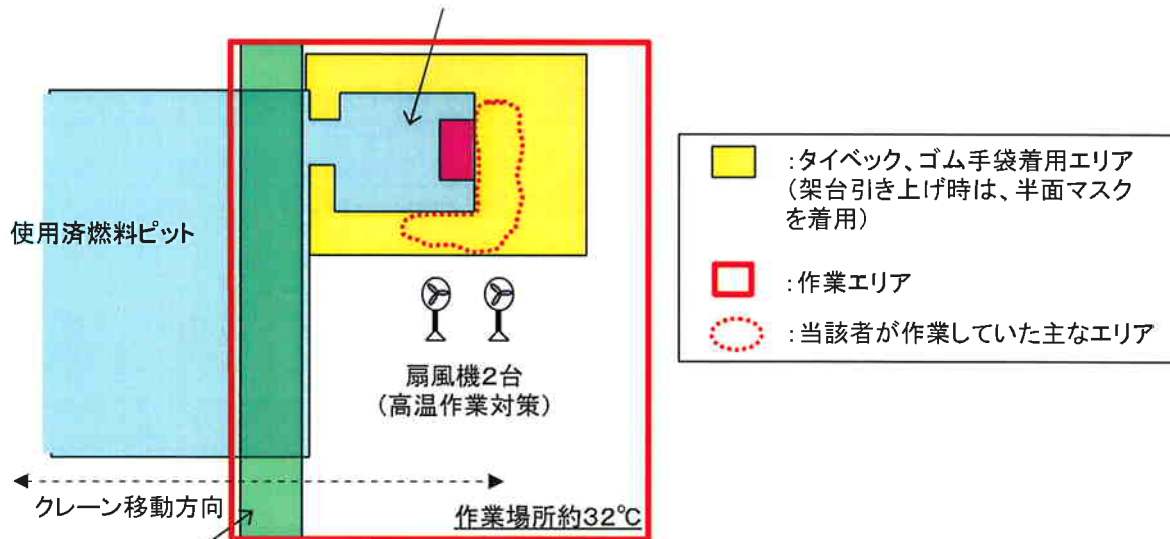 :タイベック、ゴム手袋着用エリア
(架台引き上げ時は、半面マスク
を着用)
使用済燃料ピット
:作業エリア
:当該者が作業していた主なエリア
扇風機2台
(高温作業対策)
クレーン移動方向
作業場所約32℃